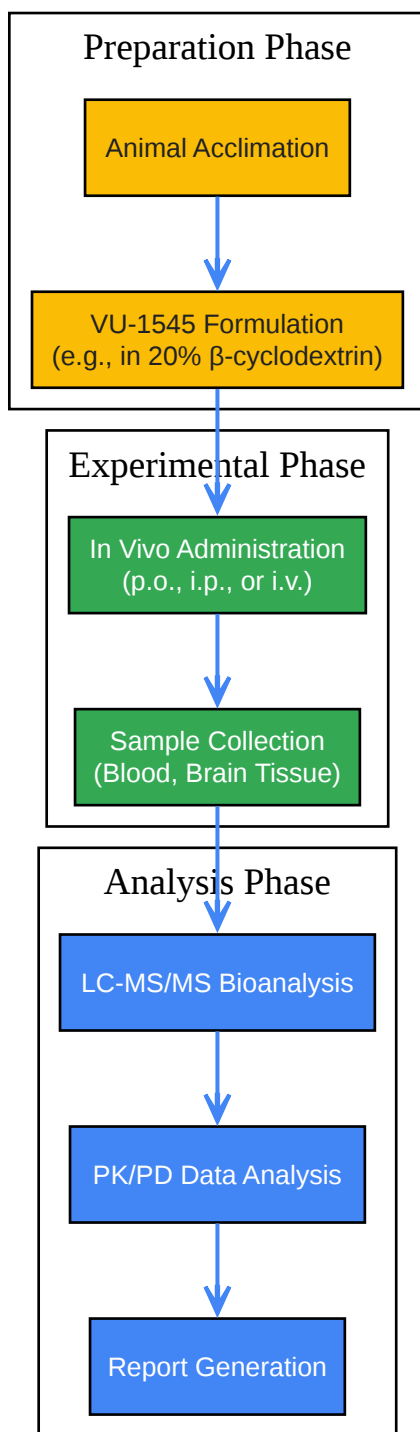 Preparation Phase
Animal Acclimation
VU-1545 Formulation
(e.g., in 20% β-cyclodextrin)
Experimental Phase
In Vivo Administration
(p.o., i.p., or i.v.)
Sample Collection
(Blood, Brain Tissue)
Analysis Phase
LC-MS/MS Bioanalysis
PK/PD Data Analysis
Report Generation